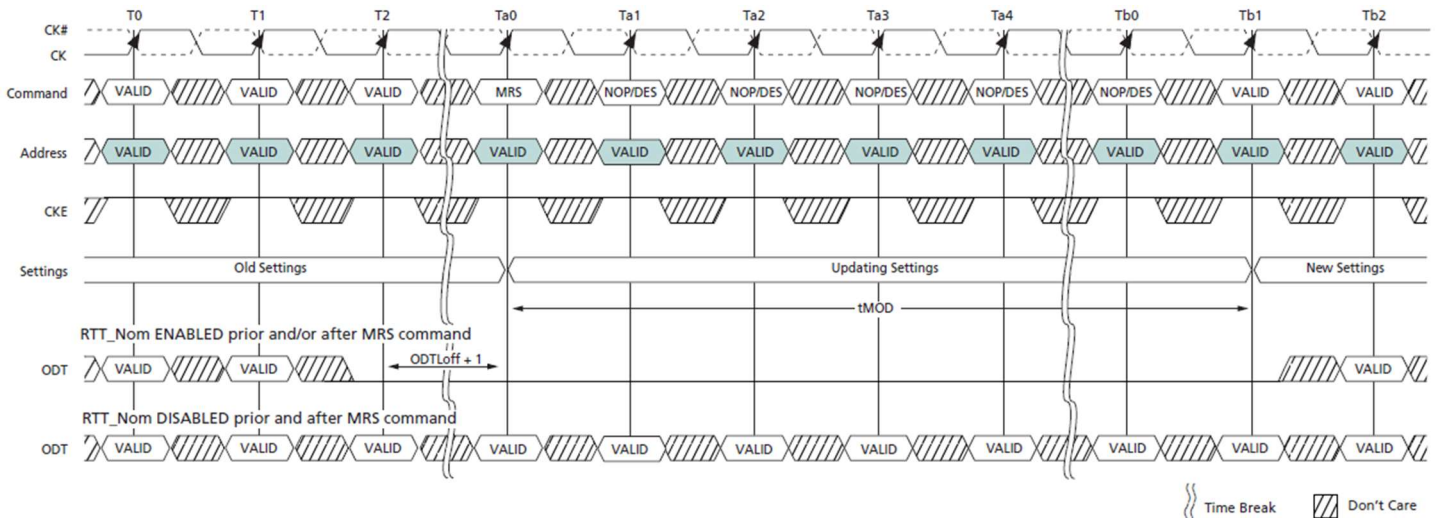 T0 T1 T2 Ta0 Ta1 Ta2 Ta3 Ta4 Tb0 Tb1 Tb2
CK#
CK
Command VALID VALID VALID MRS NOP/DES NOP/DES NOP/DES NOP/DES NOP/DES VALID VALID
Address VALID VALID VALID VALID VALID VALID VALID VALID VALID VALID VALID
CKE
Settings Old Settings Updating Settings New Settings
tMOD
RTT_Nom ENABLED prior and/or after MRS command
ODTLoff + 1
ODT VALID VALID VALID
RTT_Nom DISABLED prior and after MRS command
ODT VALID VALID VALID VALID VALID VALID VALID VALID VALID VALID VALID
Time Break Don't Care